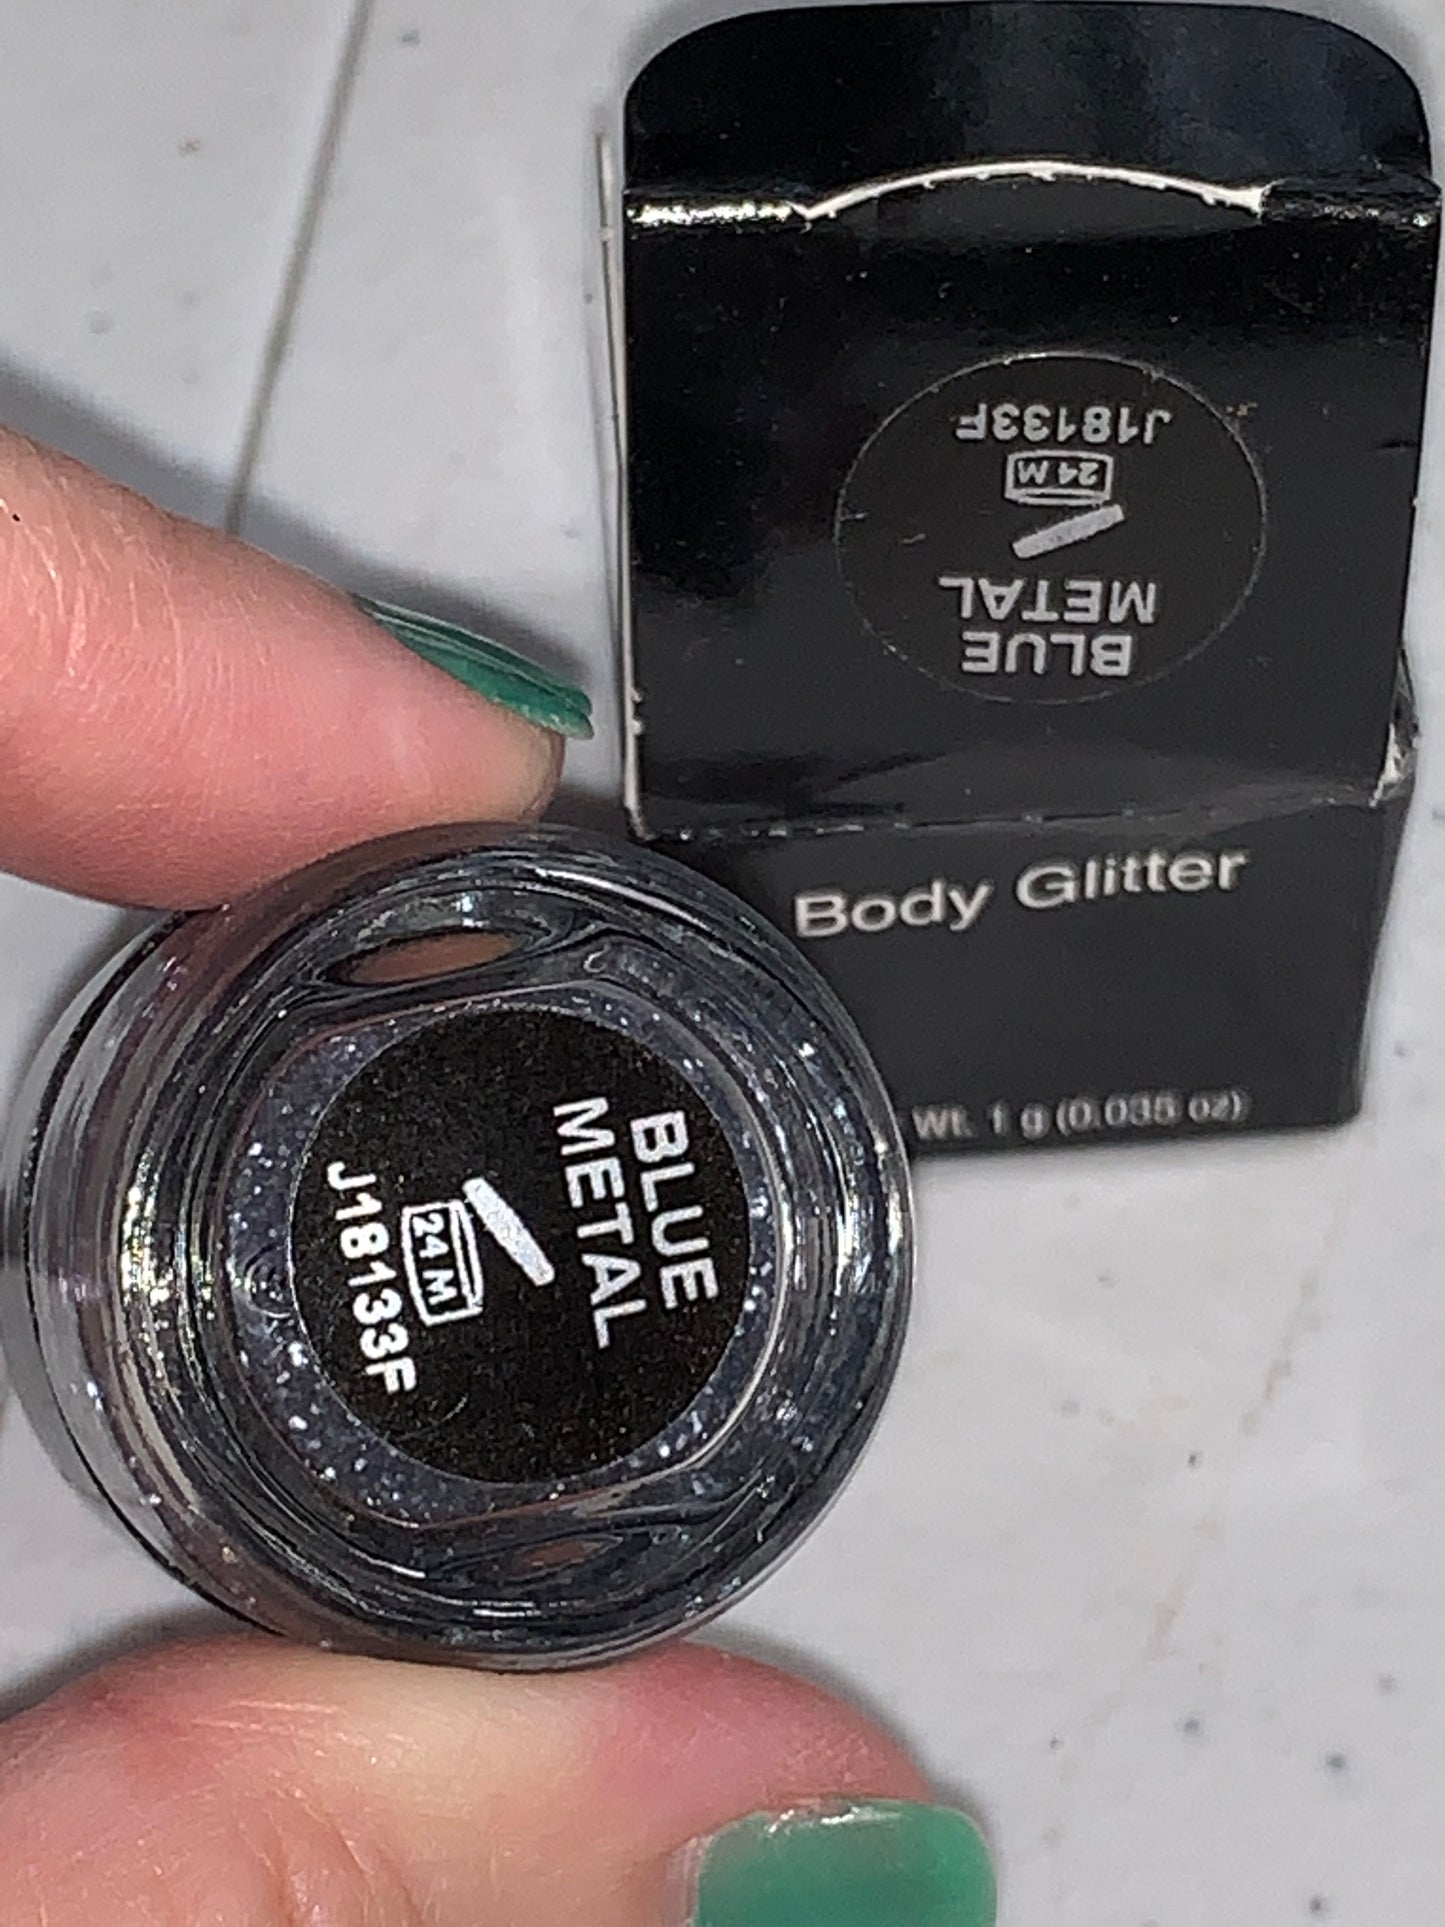 BLUE
METAL
24 M
J18133F
Body Glitter
Wt. 1 g (0.035 oz)
BLUE
METAL
24 M
J18133F